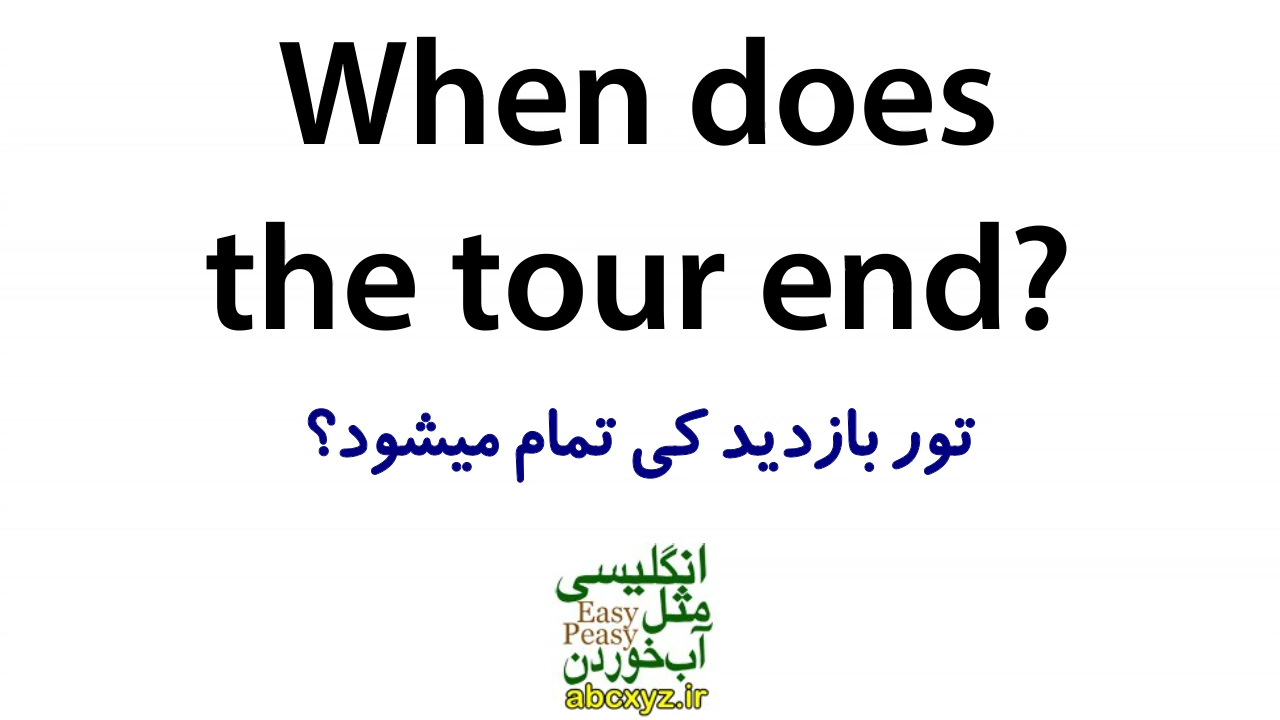 When does
the tour end?
تور بازدید کی تمام میشود؟
انگلیسی
مثل Easy
Peasy
آب‌خوردن
abcxyz.ir